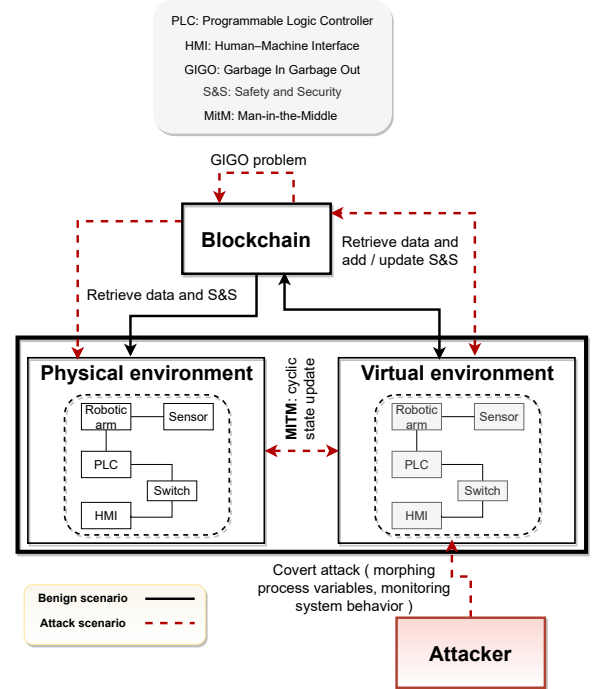 PLC: Programmable Logic Controller
HMI: Human–Machine Interface
GIGO: Garbage In Garbage Out
S&S: Safety and Security
MitM: Man-in-the-Middle
GIGO problem
Blockchain
Retrieve data and
add / update S&S
Retrieve data and S&S
Physical environment
Robotic
arm
Sensor
PLC
Switch
HMI
MITM: cyclic
state update
Virtual environment
Robotic
arm
Sensor
PLC
Switch
HMI
Covert attack ( morphing
process variables, monitoring
system behavior )
Benign scenario
Attack scenario
Attacker